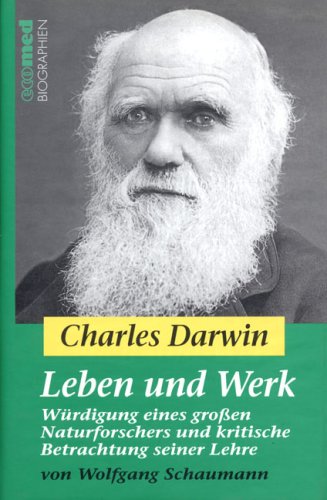 ecomed
BIOGRAPHIEN
Charles Darwin
Leben und Werk
Würdigung eines großen
Naturforschers und kritische
Betrachtung seiner Lehre
von Wolfgang Schaumann